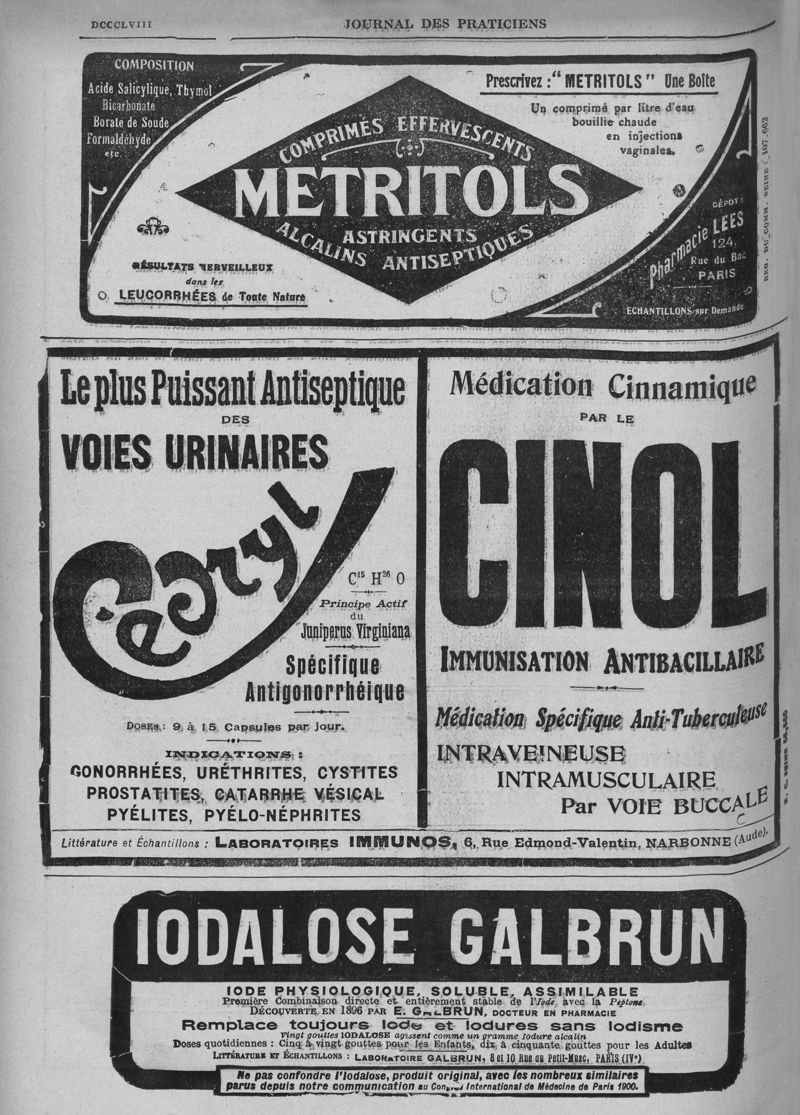 DCCCLVIII
JOURNAL DES PRATICIENS
COMPOSITION
Acide Salicylique, Thymol
Bicarbonate
Borate de Soude
Formaldéhyde
etc.
Prescrivez : "METRITOLS" Une Boîte
Un comprimé par litre d'eau
bouillie chaude
en injections
vaginales.
COMPRIMÉS EFFERVESCENTS
METRITOLS
ASTRINGENTS
ALCALINS ANTISEPTIQUES
RÉSULTATS MERVEILLEUX
dans les
LEUCORRHÉES de Toute Nature
DÉPOT :
Pharmacie LEES
124,
Rue du Bac
PARIS
ECHANTILLONS sur Demande
REG. DU COMM. SEINE : 107.662
Le plus Puissant Antiseptique
DES
VOIES URINAIRES
Cédryl
C15 H26 O
Principe Actif
du
Juniperus Virginiana
Spécifique
Antigonorrhéique
DOSES : 9 à 15 Capsules par jour.
INDICATIONS :
GONORRHÉES, URÉTHRITES, CYSTITES
PROSTATITES, CATARRHE VÉSICAL
PYÉLITES, PYÉLO-NÉPHRITES
Médication Cinnamique
PAR LE
CINOL
IMMUNISATION ANTIBACILLAIRE
Médication Spécifique Anti-Tuberculeuse
INTRAVEINEUSE
INTRAMUSCULAIRE
Par VOIE BUCCALE
Littérature et Échantillons : LABORATOIRES IMMUNOS, 6, Rue Edmond-Valentin, NARBONNE (Aude).
IODALOSE GALBRUN
IODE PHYSIOLOGIQUE, SOLUBLE, ASSIMILABLE
Première Combinaison directe et entièrement stable de l'Iode avec la Peptone
DÉCOUVERTE EN 1896 PAR E. GALBRUN, DOCTEUR EN PHARMACIE
Remplace toujours Iode et Iodures sans Iodisme
Vingt gouttes IODALOSE agissent comme un gramme Iodure alcalin
Doses quotidiennes : Cinq à vingt gouttes pour les Enfants, dix à cinquante gouttes pour les Adultes
LITTÉRATURE ET ÉCHANTILLONS : LABORATOIRE GALBRUN, 8 et 10 Rue du Petit-Musc, PARIS (IVe)
Ne pas confondre l'Iodalose, produit original, avec les nombreux similaires
parus depuis notre communication au Congrès International de Médecine de Paris 1900.